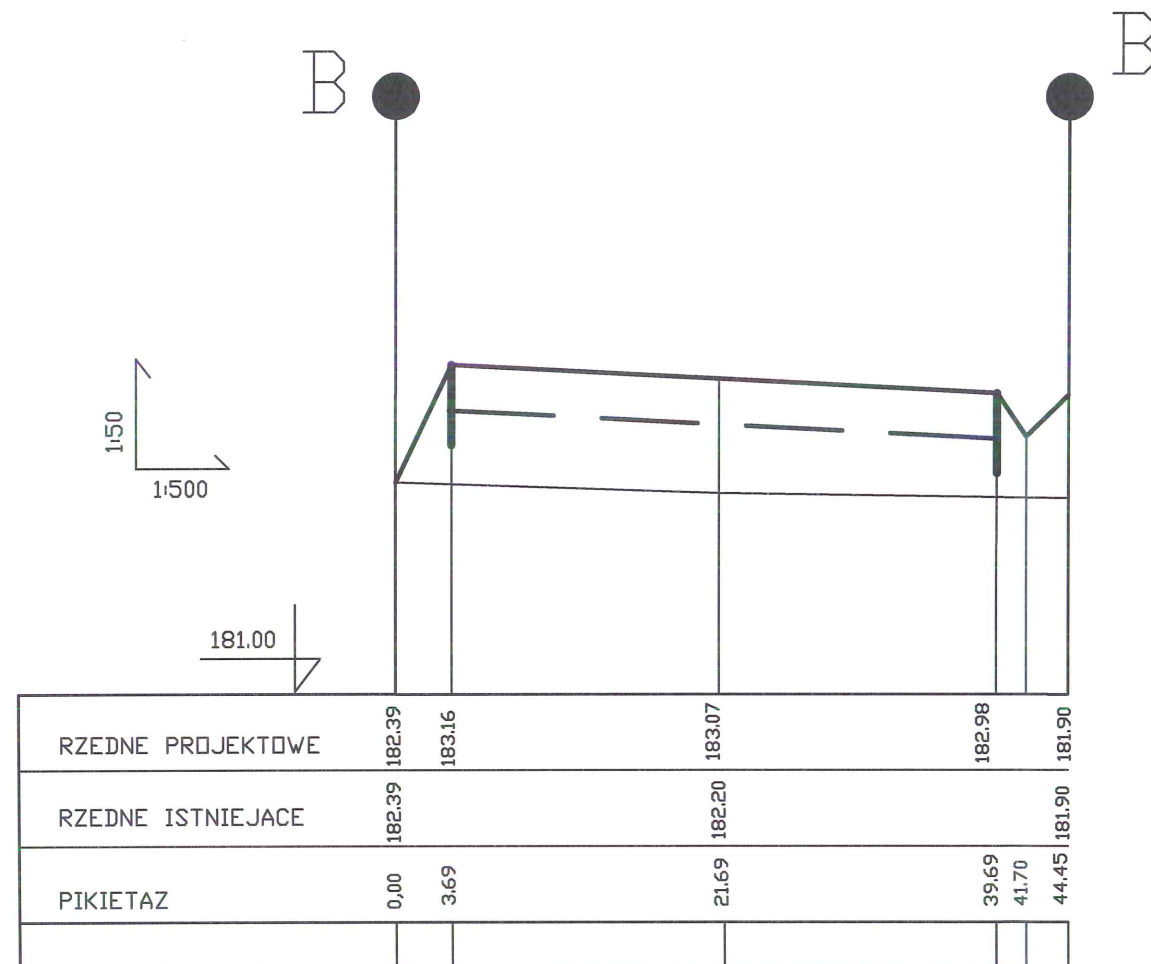 B
B
1:50
1:500
181.00
RZEDNE PROJEKTOWE 182.39 183.16 183.07 182.98 181.90
RZEDNE ISTNIEJACE 182.39 182.20 181.90
PIKIETAZ 0,00 3.69 21.69 39.69 41.70 44.45